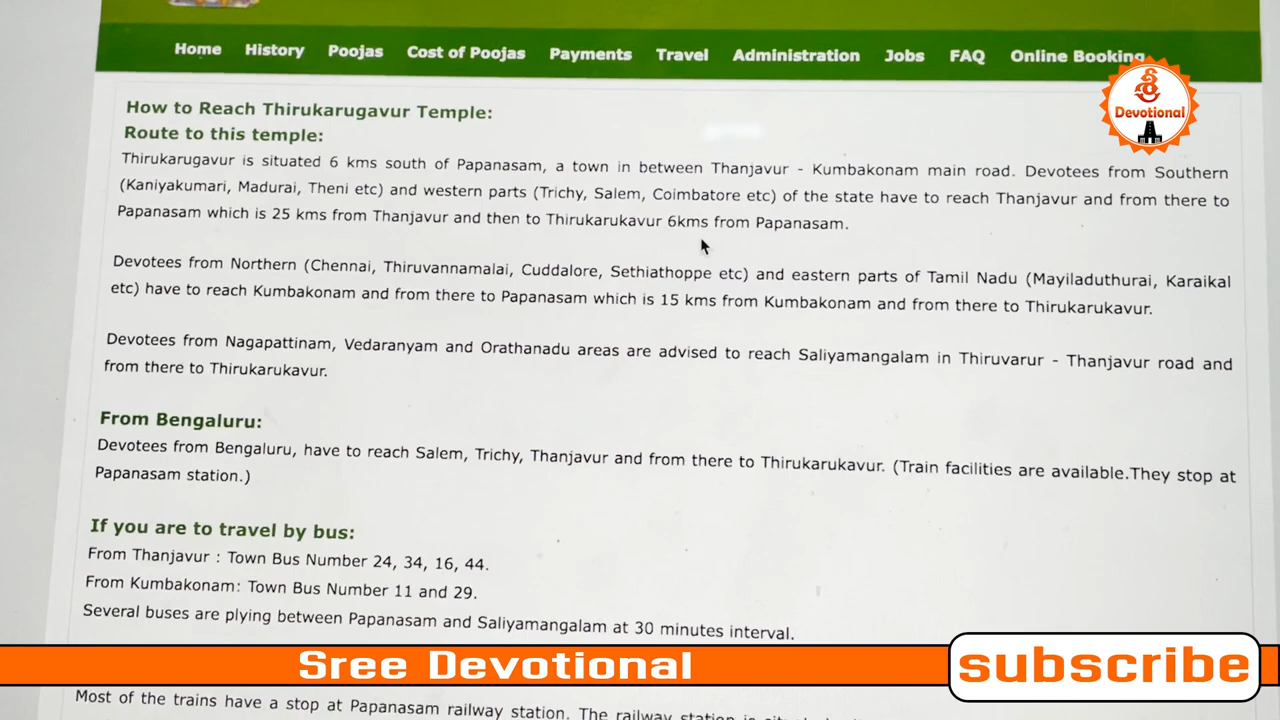 Home History Poojas Cost of Poojas Payments Travel Administration Jobs FAQ Online Booking
ஸ்ரீ
Devotional
How to Reach Thirukarugavur Temple:
Route to this temple:
Thirukarugavur is situated 6 kms south of Papanasam, a town in between Thanjavur - Kumbakonam main road. Devotees from Southern
(Kaniyakumari, Madurai, Theni etc) and western parts (Trichy, Salem, Coimbatore etc) of the state have to reach Thanjavur and from there to
Papanasam which is 25 kms from Thanjavur and then to Thirukarukavur 6kms from Papanasam.
Devotees from Northern (Chennai, Thiruvannamalai, Cuddalore, Sethiathoppe etc) and eastern parts of Tamil Nadu (Mayiladuthurai, Karaikal
etc) have to reach Kumbakonam and from there to Papanasam which is 15 kms from Kumbakonam and from there to Thirukarukavur.
Devotees from Nagapattinam, Vedaranyam and Orathanadu areas are advised to reach Saliyamangalam in Thiruvarur - Thanjavur road and
from there to Thirukarukavur.
From Bengaluru:
Devotees from Bengaluru, have to reach Salem, Trichy, Thanjavur and from there to Thirukarukavur. (Train facilities are available.They stop at
Papanasam station.)
If you are to travel by bus:
From Thanjavur : Town Bus Number 24, 34, 16, 44.
From Kumbakonam: Town Bus Number 11 and 29.
Several buses are plying between Papanasam and Saliyamangalam at 30 minutes interval.
Sree Devotional
subscribe
Most of the trains have a stop at Papanasam railway station. The railway station is